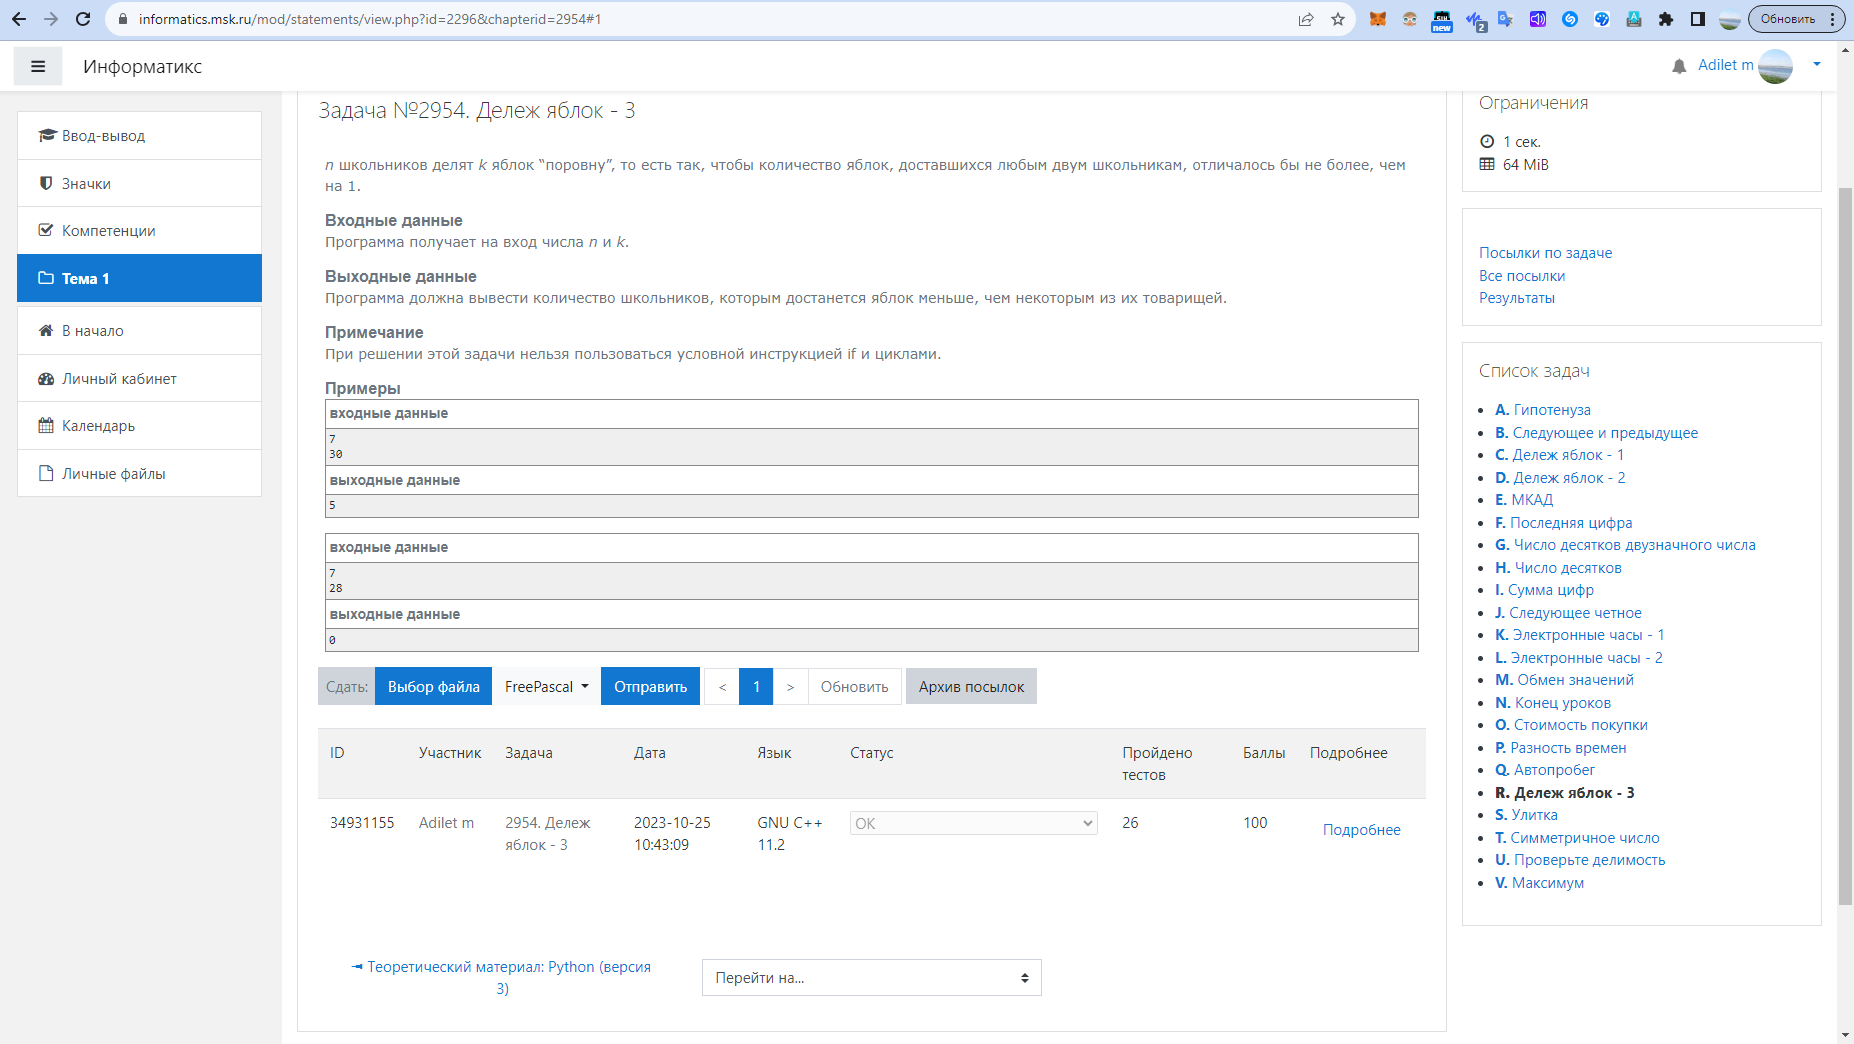 informatics.msk.ru/mod/statements/view.php?id=2296&chapterid=2954#1
new
2
Обновить
Информатикс
Adilet m
Ввод-вывод
Значки
Компетенции
Тема 1
В начало
Личный кабинет
Календарь
Личные файлы
Задача №2954. Дележ яблок - 3
n школьников делят k яблок “поровну”, то есть так, чтобы количество яблок, доставшихся любым двум школьникам, отличалось бы не более, чем
на 1.
Входные данные
Программа получает на вход числа n и k.
Выходные данные
Программа должна вывести количество школьников, которым достанется яблок меньше, чем некоторым из их товарищей.
Примечание
При решении этой задачи нельзя пользоваться условной инструкцией if и циклами.
Примеры
входные данные
7
30
выходные данные
5
входные данные
7
28
выходные данные
0
Сдать: Выбор файла FreePascal Отправить < 1 > Обновить Архив посылок
ID Участник Задача Дата Язык Статус Пройдено тестов Баллы Подробнее
34931155 Adilet m 2954. Дележ яблок - 3 2023-10-25 10:43:09 GNU C++ 11.2 OK 26 100 Подробнее
Теоретический материал: Python (версия
3)
Перейти на...
Ограничения
1 сек.
64 MiB
Посылки по задаче
Все посылки
Результаты
Список задач
A. Гипотенуза
B. Следующее и предыдущее
C. Дележ яблок - 1
D. Дележ яблок - 2
E. МКАД
F. Последняя цифра
G. Число десятков двузначного числа
H. Число десятков
I. Сумма цифр
J. Следующее четное
K. Электронные часы - 1
L. Электронные часы - 2
M. Обмен значений
N. Конец уроков
O. Стоимость покупки
P. Разность времен
Q. Автопробег
R. Дележ яблок - 3
S. Улитка
T. Симметричное число
U. Проверьте делимость
V. Максимум